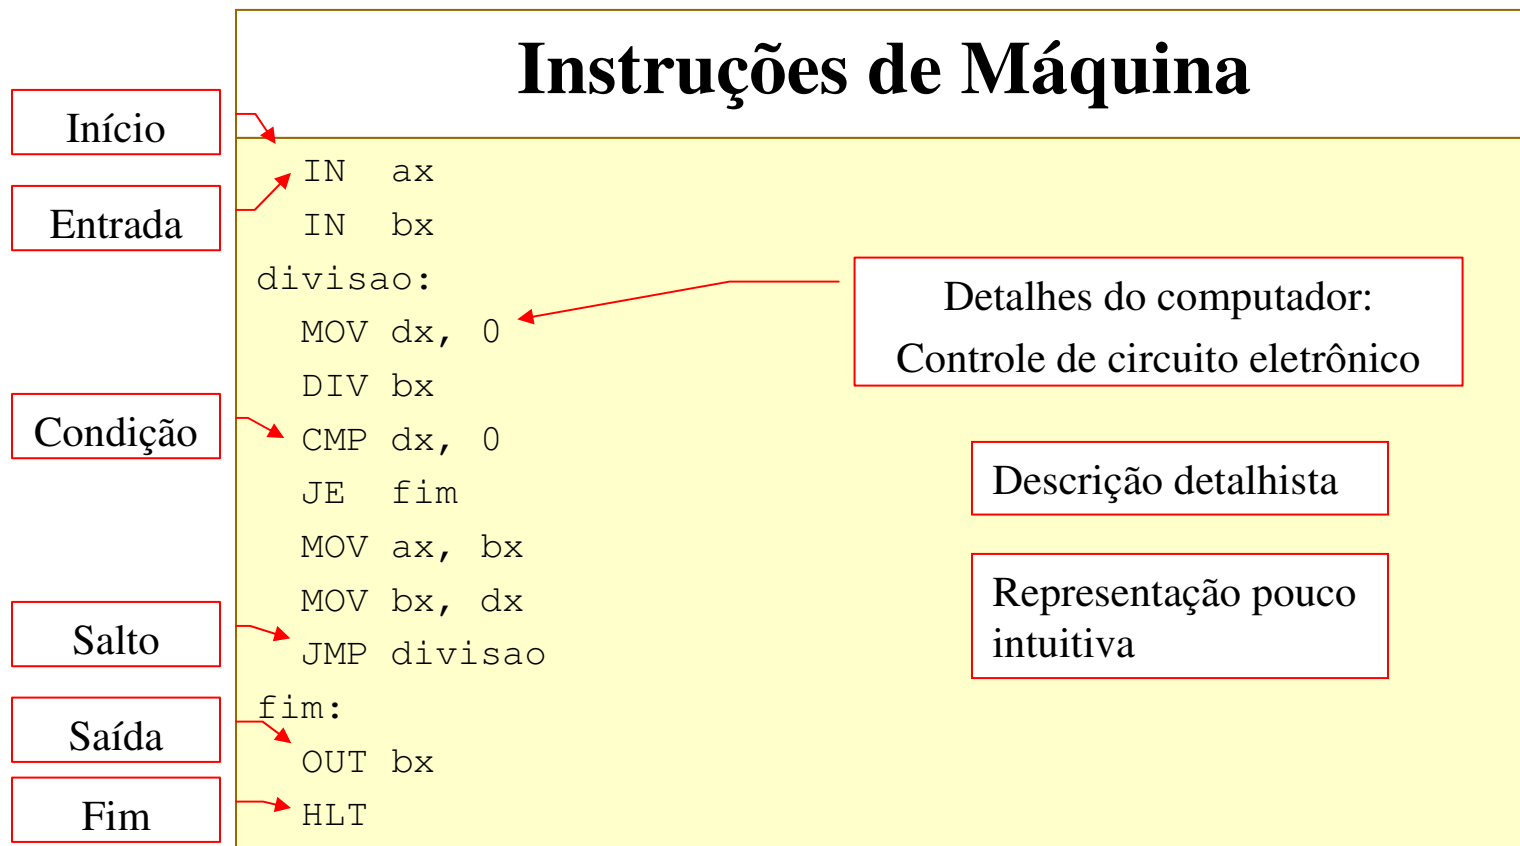 Instruções de Máquina
Início
Entrada
Condição
Salto
Saída
Fim
IN ax
IN bx
divisao:
MOV dx, 0
DIV bx
CMP dx, 0
JE fim
MOV ax, bx
MOV bx, dx
JMP divisao
fim:
OUT bx
HLT
Detalhes do computador:
Controle de circuito eletrônico
Descrição detalhista
Representação pouco
intuitiva